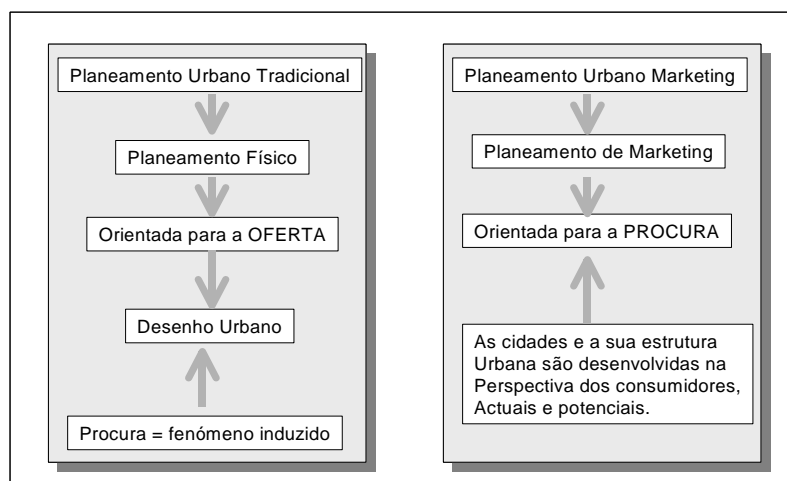 Planeamento Urbano Tradicional
Planeamento Físico
Orientada para a OFERTA
Desenho Urbano
Procura = fenómeno induzido
Planeamento Urbano Marketing
Planeamento de Marketing
Orientada para a PROCURA
As cidades e a sua estrutura
Urbana são desenvolvidas na
Perspectiva dos consumidores,
Actuais e potenciais.